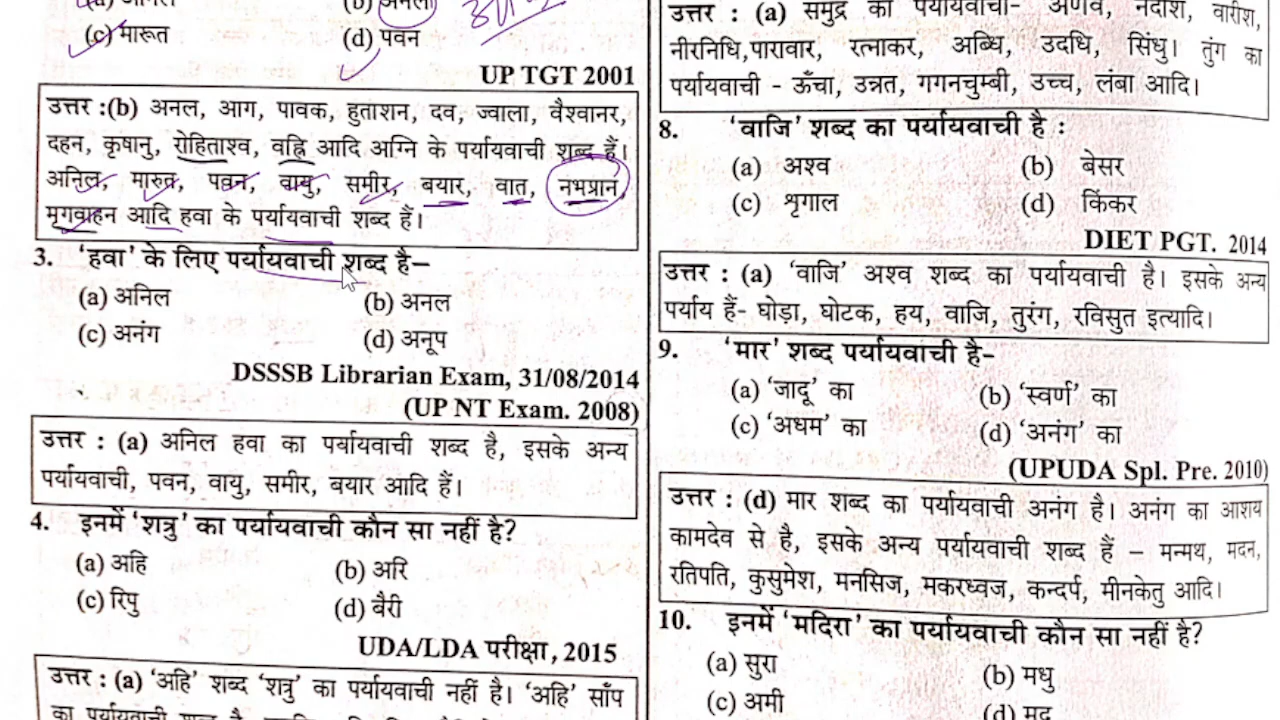 (b) अनल
(c) मारूत
(d) पवन
UP TGT 2001
उत्तर :(b) अनल, आग, पावक, हुताशन, दव, ज्वाला, वैश्वानर,
दहन, कृषानु, रोहिताश्व, वह्नि आदि अग्नि के पर्यायवाची शब्द हैं।
अनिल, मारुत, पवन, वायु, समीर, बयार, वात, नभप्रान,
मृगवाहन आदि हवा के पर्यायवाची शब्द हैं।
3. 'हवा' के लिए पर्यायवाची शब्द है–
(a) अनिल
(b) अनल
(c) अनंग
(d) अनूप
DSSSB Librarian Exam, 31/08/2014
(UP NT Exam. 2008)
उत्तर : (a) अनिल हवा का पर्यायवाची शब्द है, इसके अन्य
पर्यायवाची, पवन, वायु, समीर, बयार आदि हैं।
4. इनमें 'शत्रु' का पर्यायवाची कौन सा नहीं है?
(a) अहि
(b) अरि
(c) रिपु
(d) वैरी
UDA/LDA परीक्षा, 2015
उत्तर : (a) 'अहि' शब्द 'शत्रु' का पर्यायवाची नहीं है। 'अहि' साँप
का पर्यायवाची शब्द है
उत्तर : (a) समुद्र का पर्यायवाची- अर्णव, नदीश, वारीश,
नीरनिधि,पारावार, रत्नाकर, अब्धि, उदधि, सिंधु। तुंग का
पर्यायवाची - ऊँचा, उन्नत, गगनचुम्बी, उच्च, लंबा आदि।
8. 'वाजि' शब्द का पर्यायवाची है :
(a) अश्व
(b) बेसर
(c) शृगाल
(d) किंकर
DIET PGT. 2014
उत्तर : (a) 'वाजि' अश्व शब्द का पर्यायवाची है। इसके अन्य
पर्याय हैं- घोड़ा, घोटक, हय, वाजि, तुरंग, रविसुत इत्यादि।
9. 'मार' शब्द पर्यायवाची है–
(a) 'जादू' का
(b) 'स्वर्ण' का
(c) 'अधम' का
(d) 'अनंग' का
(UPUDA Spl. Pre. 2010)
उत्तर : (d) मार शब्द का पर्यायवाची अनंग है। अनंग का आशय
कामदेव से है, इसके अन्य पर्यायवाची शब्द हैं – मन्मथ, मदन,
रतिपति, कुसुमेश, मनसिज, मकरध्वज, कन्दर्प, मीनकेतु आदि।
10. इनमें 'मदिरा' का पर्यायवाची कौन सा नहीं है?
(a) सुरा
(b) मधु
(c) अमी
(d) मद